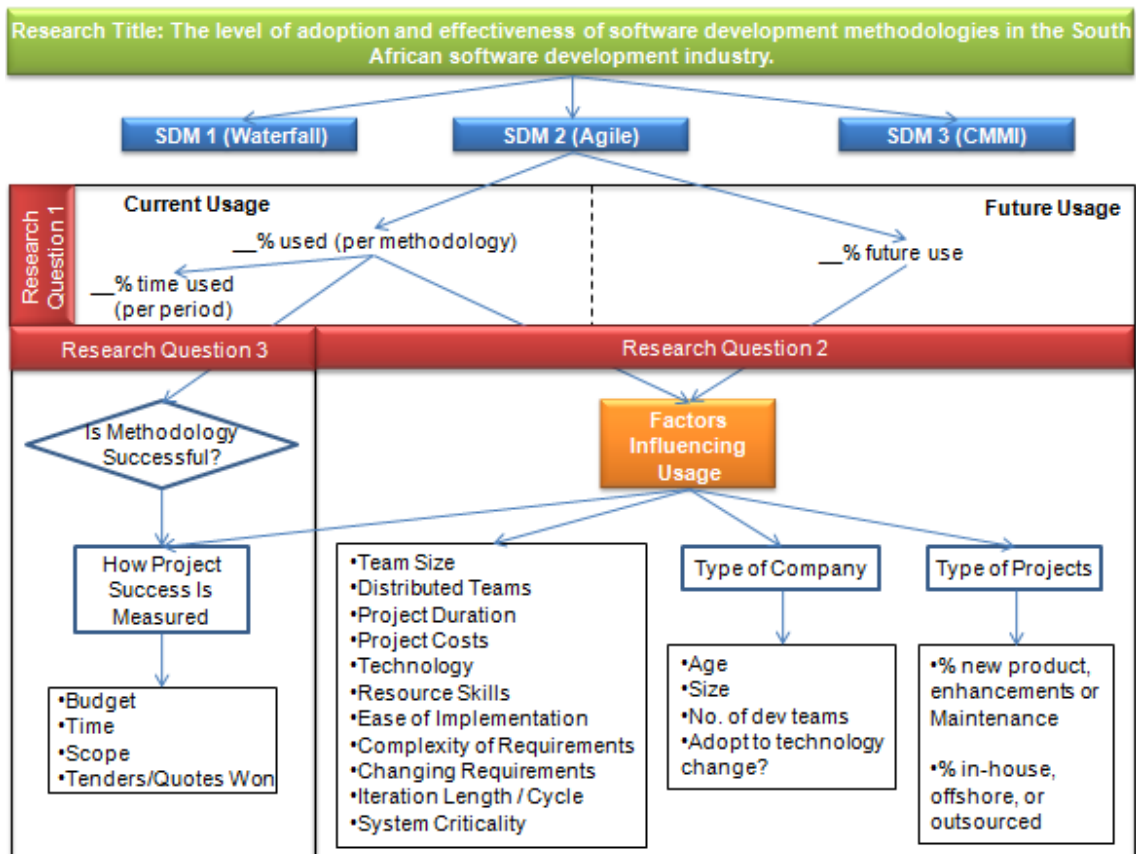 Research Title: The level of adoption and effectiveness of software development methodologies in the South
African software development industry.
SDM 1 (Waterfall)
SDM 2 (Agile)
SDM 3 (CMMI)
Research
Question 1
Current Usage
Future Usage
__% used (per methodology)
__% future use
__% time used
(per period)
Research Question 3
Research Question 2
Is Methodology
Successful?
Factors
Influencing
Usage
How Project
Success Is
Measured
•Budget
•Time
•Scope
•Tenders/Quotes Won
•Team Size
•Distributed Teams
•Project Duration
•Project Costs
•Technology
•Resource Skills
•Ease of Implementation
•Complexity of Requirements
•Changing Requirements
•Iteration Length / Cycle
•System Criticality
Type of Company
•Age
•Size
•No. of dev teams
•Adopt to technology
change?
Type of Projects
•% new product,
enhancements or
Maintenance
•% in-house,
offshore, or
outsourced